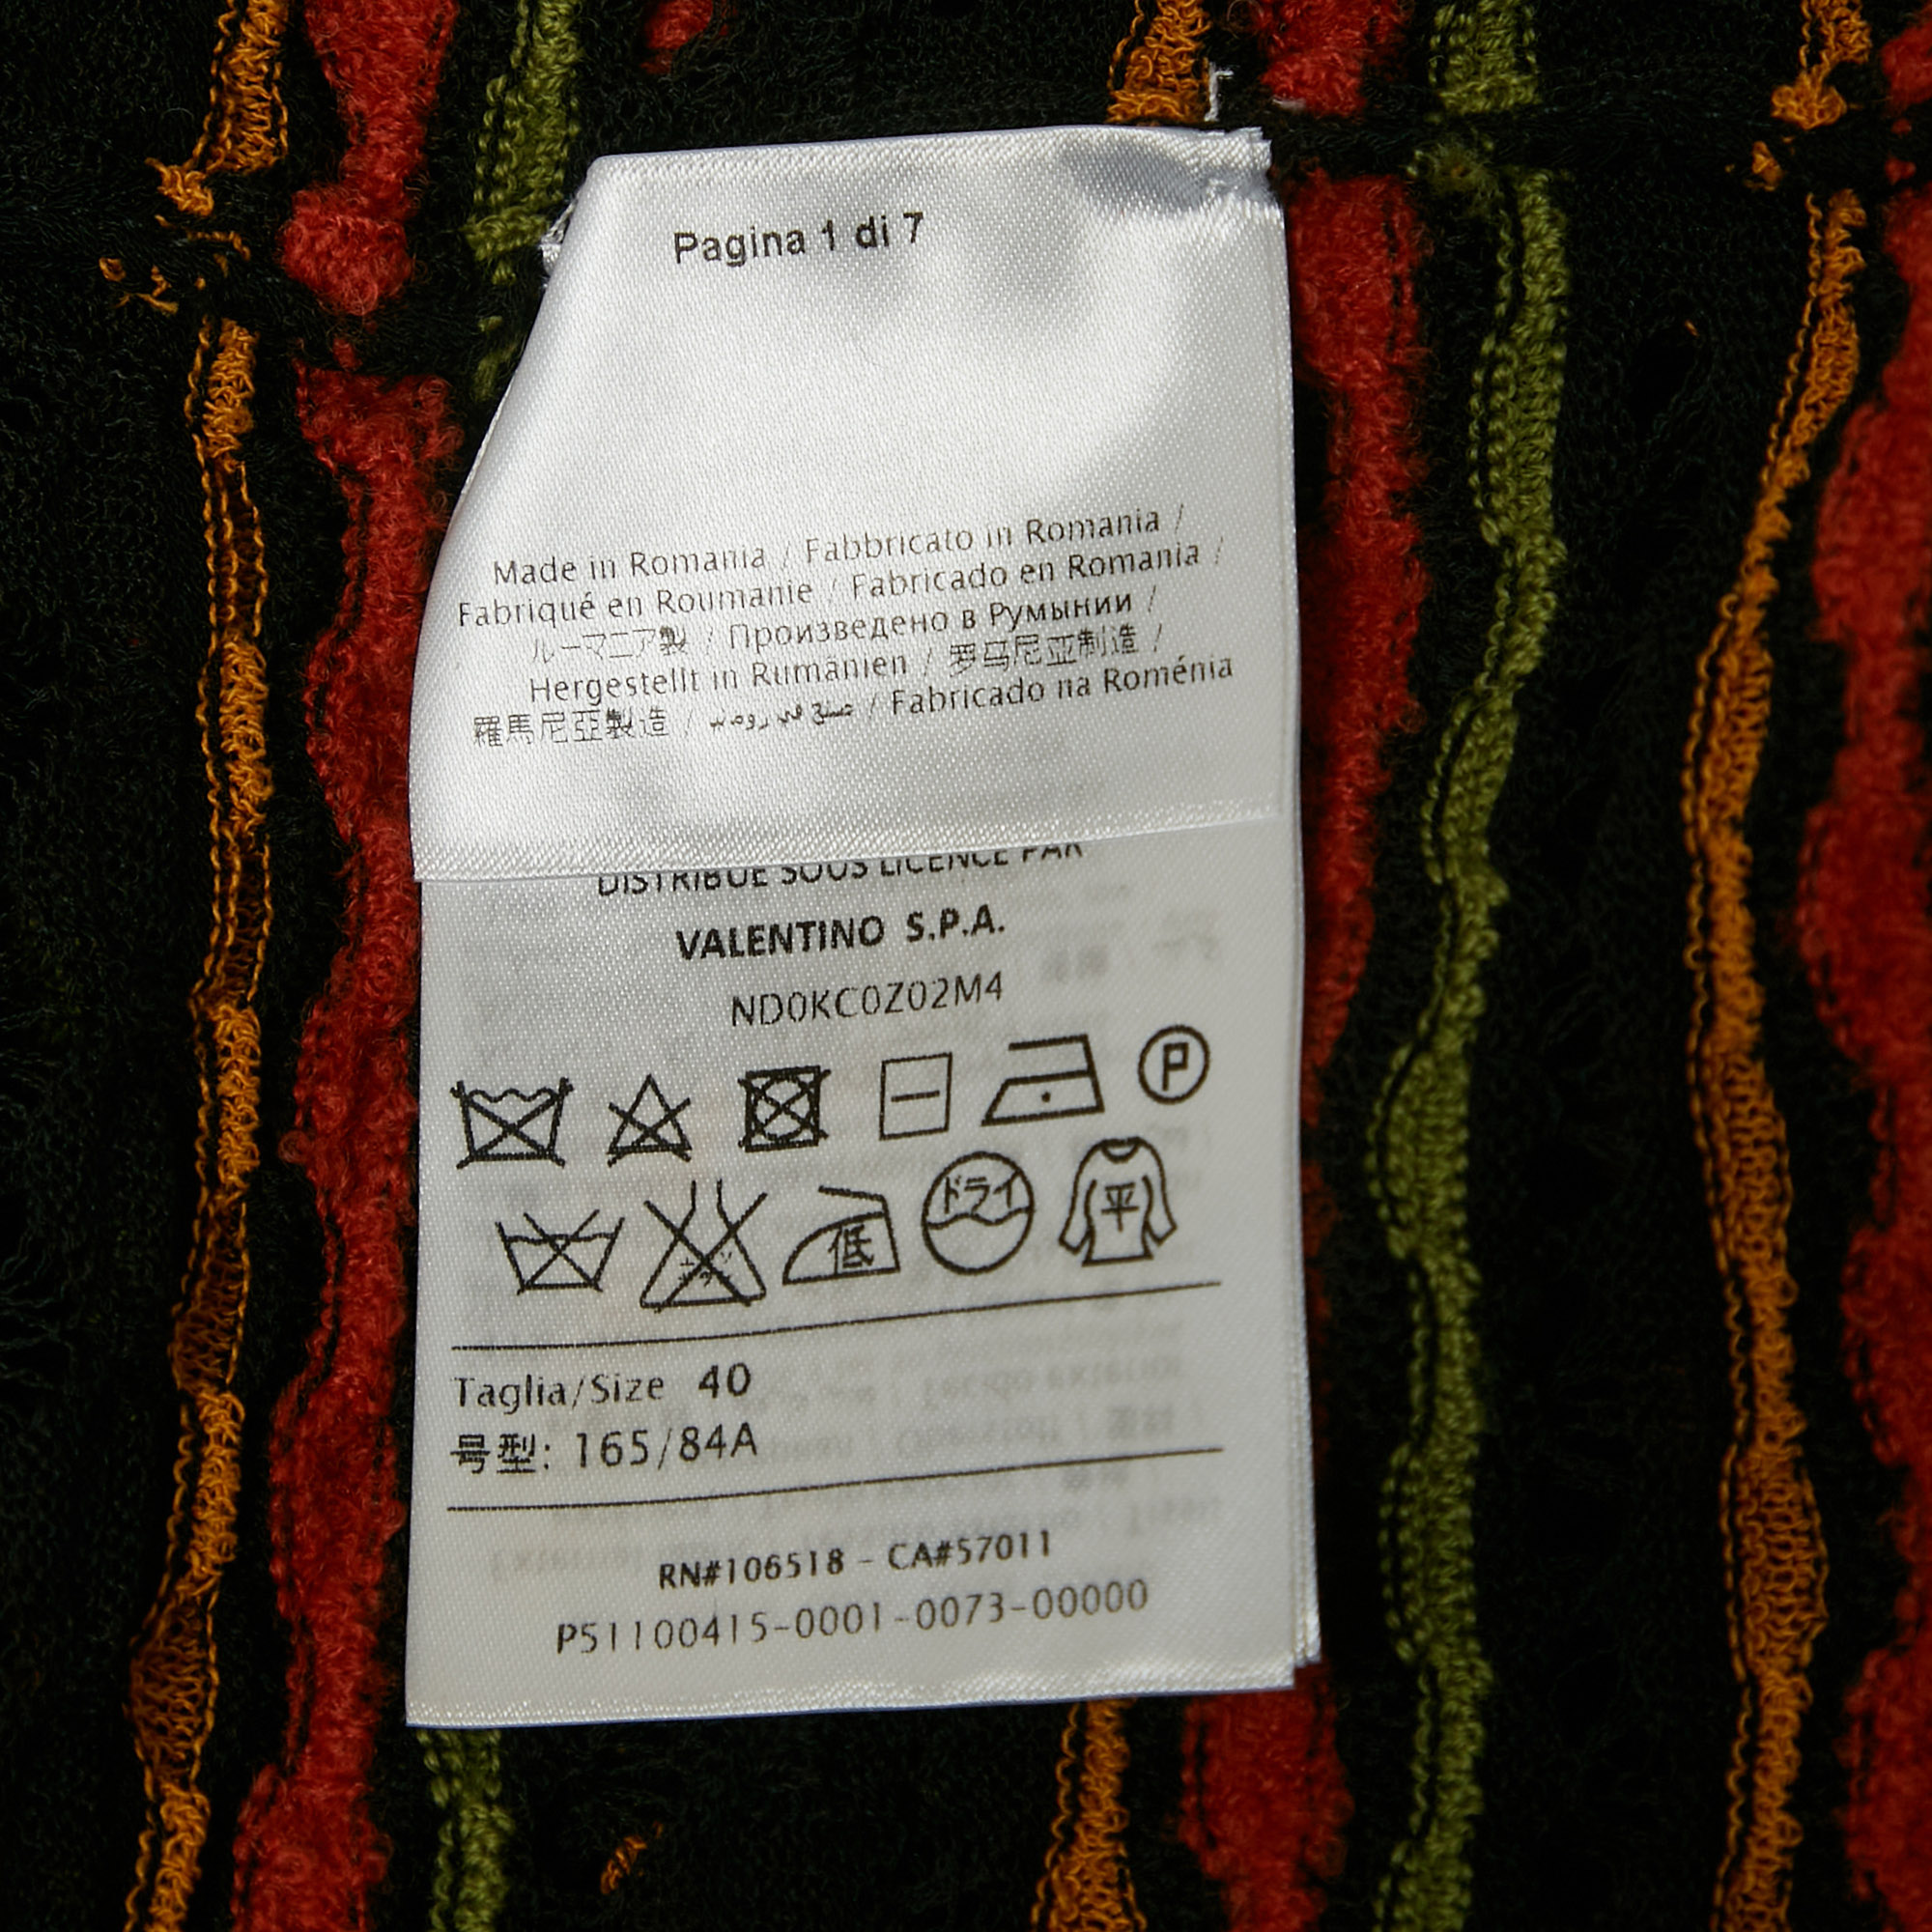 Pagina 1 di 7
Made in Romania / Fabbricato in Romania /
Fabriqué en Roumanie / Fabricado en Romania /
ルーマニア製 / Произведено в Румынии /
Hergestellt in Rumänien / 罗马尼亚制造 /
羅馬尼亞製造 / صنع في رومانيا / Fabricado na Roménia
DISTRIBUE SOUS LICENCE PAR
VALENTINO S.P.A.
ND0KC0Z02M4
P
ドライ 平
低
Taglia/Size 40
号型: 165/84A
RN#106518 - CA#57011
P51100415-0001-0073-00000